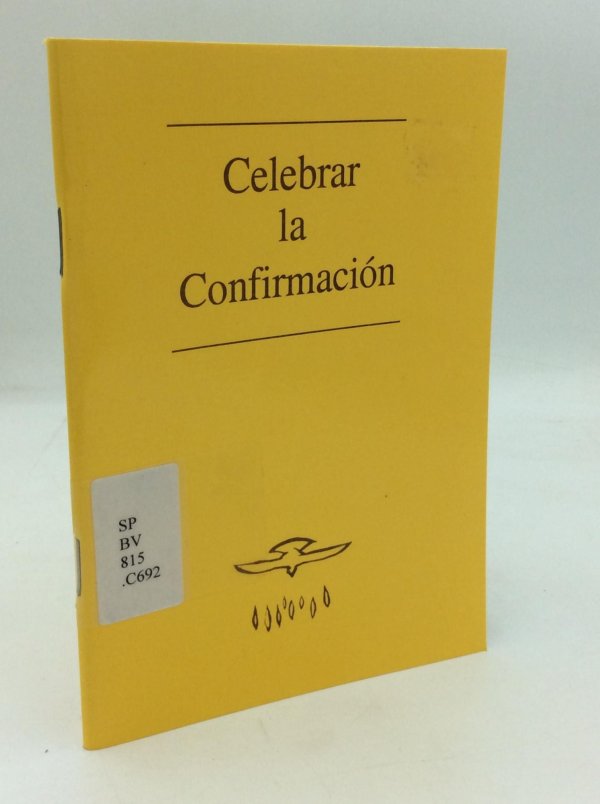 Celebrar
la
Confirmación
SP
BV
815
.C692